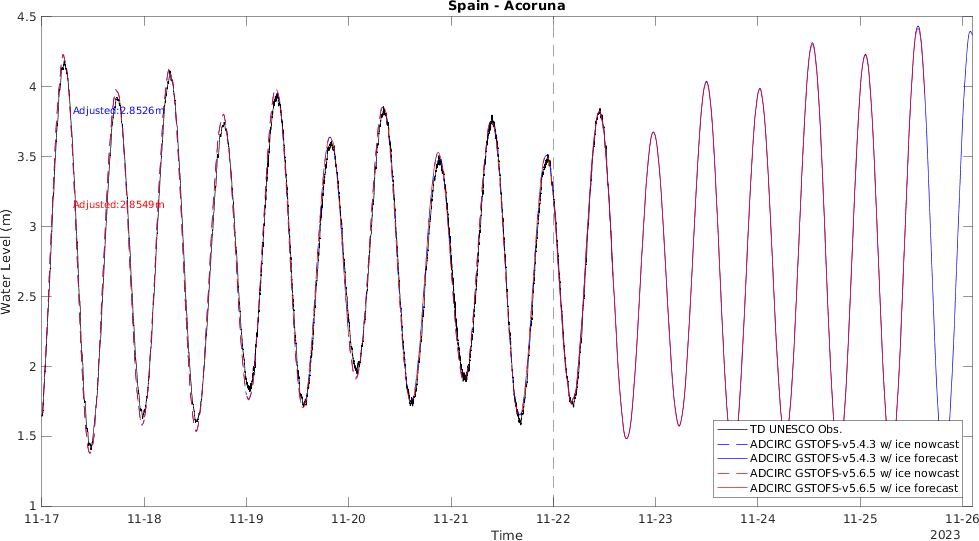 Spain - Acoruna
4.5
4
3.5
3
2.5
2
1.5
1
Water Level (m)
Adjusted:2.8526m
Adjusted:2.8549m
TD UNESCO Obs.
ADCIRC GSTOFS-v5.4.3 w/ ice nowcast
ADCIRC GSTOFS-v5.4.3 w/ ice forecast
ADCIRC GSTOFS-v5.6.5 w/ ice nowcast
ADCIRC GSTOFS-v5.6.5 w/ ice forecast
11-17 11-18 11-19 11-20 11-21 11-22 11-23 11-24 11-25 11-26
Time
2023